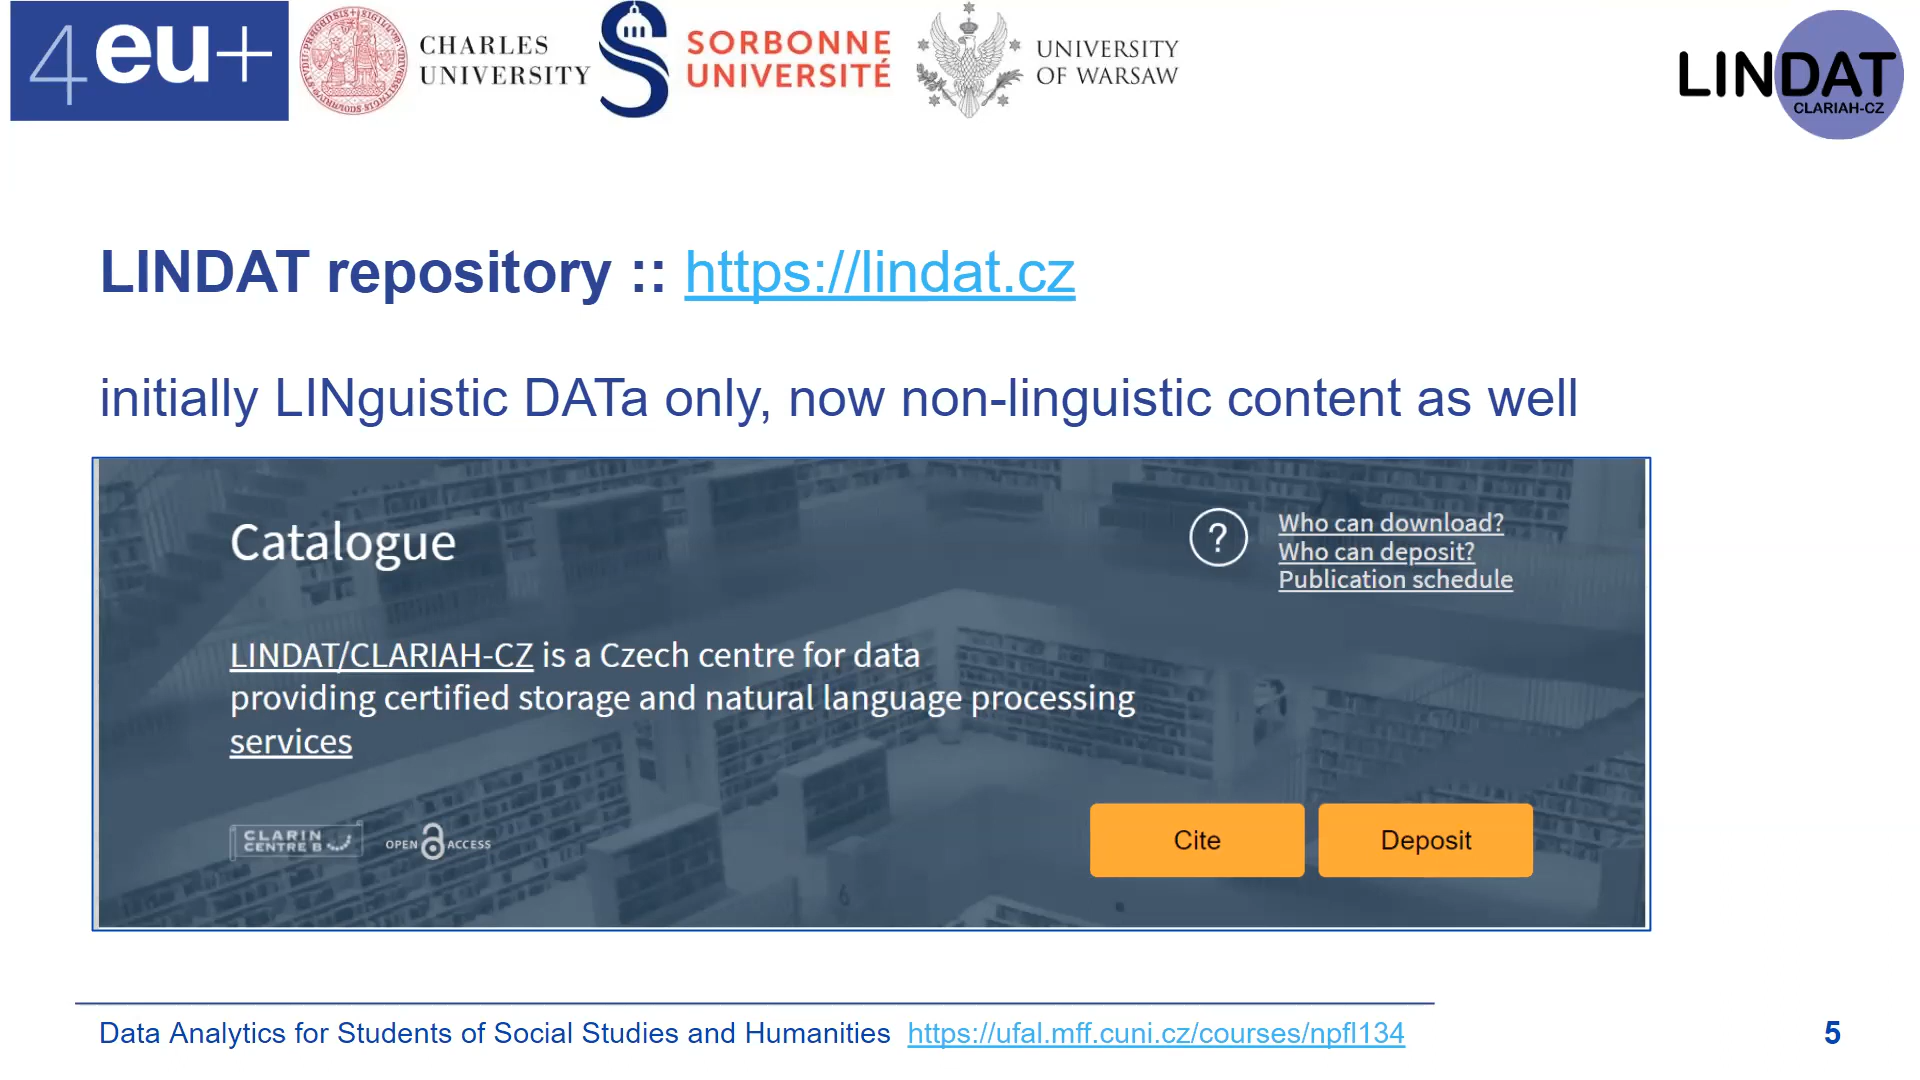 4eu+
CHARLES
UNIVERSITY
SORBONNE
UNIVERSITÉ
UNIVERSITY
OF WARSAW
LINDAT
CLARIAH-CZ
LINDAT repository :: https://lindat.cz
initially LINguistic DATa only, now non-linguistic content as well
Catalogue
?
Who can download?
Who can deposit?
Publication schedule
LINDAT/CLARIAH-CZ is a Czech centre for data
providing certified storage and natural language processing
services
CLARIN
CENTRE B
OPEN ACCESS
Cite
Deposit
6
Data Analytics for Students of Social Studies and Humanities https://ufal.mff.cuni.cz/courses/npfl134
5